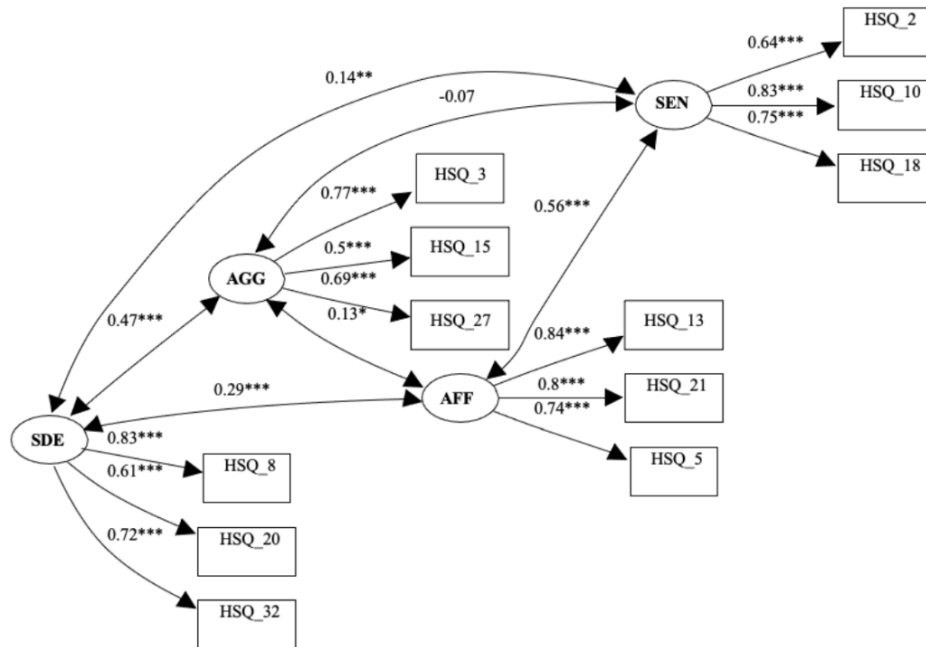 HSQ_2
0.64***
0.14**
-0.07
SEN
0.83***
HSQ_10
0.75***
HSQ_18
HSQ_3
0.77***
0.56***
0.5***
HSQ_15
AGG
0.69***
HSQ_27
0.47***
0.13*
0.84***
HSQ_13
0.29***
AFF
0.8***
HSQ_21
0.74***
SDE
0.83***
HSQ_8
HSQ_5
0.61***
HSQ_20
0.72***
HSQ_32